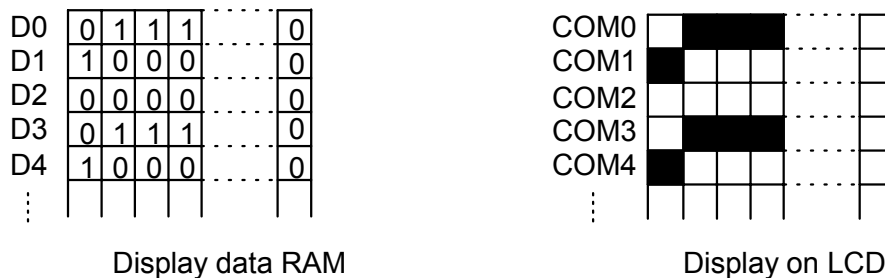 D0 0 1 1 1 0 COM0
D1 1 0 0 0 0 COM1
D2 0 0 0 0 0 COM2
D3 0 1 1 1 0 COM3
D4 1 0 0 0 0 COM4
Display data RAM Display on LCD